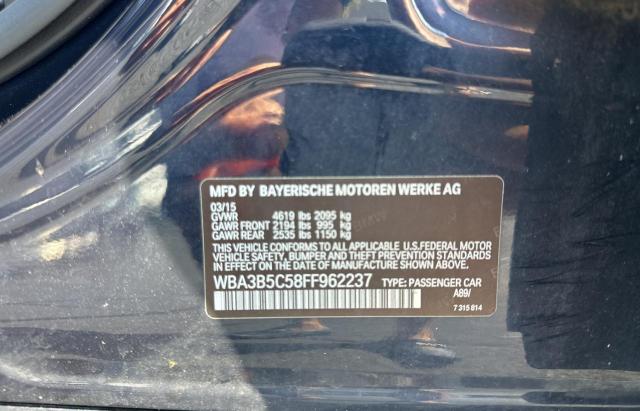 MFD BY BAYERISCHE MOTOREN WERKE AG
03/15
GVWR 4619 lbs 2095 kg
GAWR FRONT 2194 lbs 995 kg
GAWR REAR 2535 lbs 1150 kg
THIS VEHICLE CONFORMS TO ALL APPLICABLE U.S.FEDERAL MOTOR
VEHICLE SAFETY, BUMPER AND THEFT PREVENTION STANDARDS
IN EFFECT ON THE DATE OF MANUFACTURE SHOWN ABOVE.
WBA3B5C58FF962237 TYPE: PASSENGER CAR
A89/
7 315 814